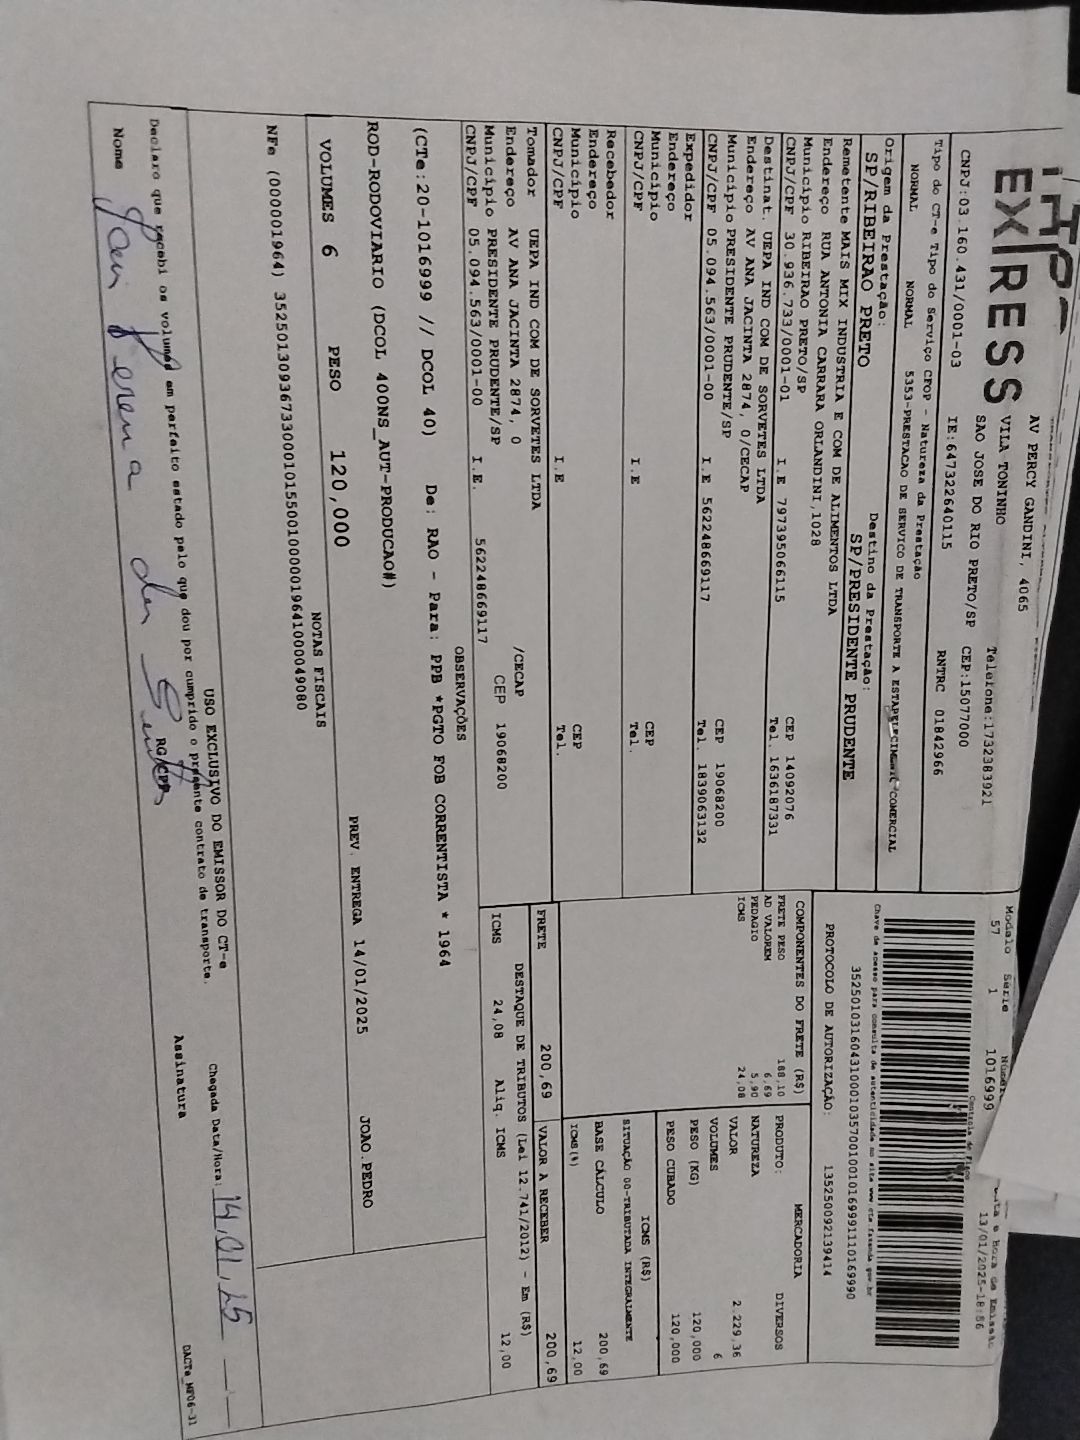 EXPRESS
AV PERCY GANDINI, 4065
VILA TONINHO
SAO JOSE DO RIO PRETO/SP CEP:15077000
Telefone:1732383921
CNPJ:03.160.431/0001-03 IE:647322640115 RNTRC 01842966
Modelo Série Número
57 1 1016999
13/01/2025-18:56
Tipo do CT-e Tipo do Serviço CFOP - Natureza da Prestação
NORMAL NORMAL 5353-PRESTACAO DE SERVICO DE TRANSPORTE A ESTABELECIMENTO COMERCIAL
Chave de acesso para consulta de autenticidade no site www.cte.fazenda.gov.br
Origem da Prestação: Destino da Prestação:
SP/RIBEIRAO PRETO SP/PRESIDENTE PRUDENTE
PROTOCOLO DE AUTORIZAÇÃO: 135250092139414
Remetente MAIS MIX INDUSTRIA E COM DE ALIMENTOS LTDA
Endereço RUA ANTONIA CARRARA ORLANDINI,1028
Município RIBEIRAO PRETO/SP CEP 14092076
CNPJ/CPF 30.936.733/0001-01 I.E 797395066115 Tel. 1636187331
Destinat. UEPA IND COM DE SORVETES LTDA
Endereço AV ANA JACINTA 2874, 0/CECAP
Município PRESIDENTE PRUDENTE/SP CEP 19068200
CNPJ/CPF 05.094.563/0001-00 I.E 562248669117 Tel. 1839063132
Expedidor
Endereço
Município CEP
CNPJ/CPF I.E Tel.
Recebedor
Endereço
Município CEP
CNPJ/CPF I.E Tel.
Tomador UEPA IND COM DE SORVETES LTDA
Endereço AV ANA JACINTA 2874, 0 /CECAP
Município PRESIDENTE PRUDENTE/SP CEP 19068200
CNPJ/CPF 05.094.563/0001-00 I.E. 562248669117
COMPONENTES DO FRETE (R$)
FRETE PESO 188,10
AD VALOREM 6,69
PEDAGIO 5,90
ICMS 24,08
MERCADORIA
PRODUTO: DIVERSOS
NATUREZA
VALOR 2.229,36
VOLUMES 6
PESO (KG) 120,000
PESO CUBADO 120,000
ICMS (R$)
SITUAÇÃO 00-TRIBUTADA INTEGRALMENTE
BASE CÁLCULO 200,69
ICMS(%) 12,00
FRETE 200,69 VALOR A RECEBER 200,69
DESTAQUE DE TRIBUTOS (Lei 12.741/2012) - Em (R$)
ICMS 24,08 Aliq. ICMS 12,00
OBSERVAÇÕES
(CTe:20-1016999 // DCOL 40) De: RAO - Para: PPB *PGTO FOB CORRENTISTA * 1964
ROD-RODOVIARIO (DCOL 400NS_AUT-PRODUCAO#)
PREV. ENTREGA 14/01/2025 JOAO.PEDRO
VOLUMES 6 PESO 120,000
NOTAS FISCAIS
NFe (000001964) 35250130936733000101550010000019641000049080
USO EXCLUSIVO DO EMISSOR DO CT-e
Declaro que recebi os volumes em perfeito estado pelo que dou por cumprido o presente contrato de transporte.
Chegada Data/Hora: 14,01,25
Nome RG/CPF Assinatura
DACTe_MF06-31